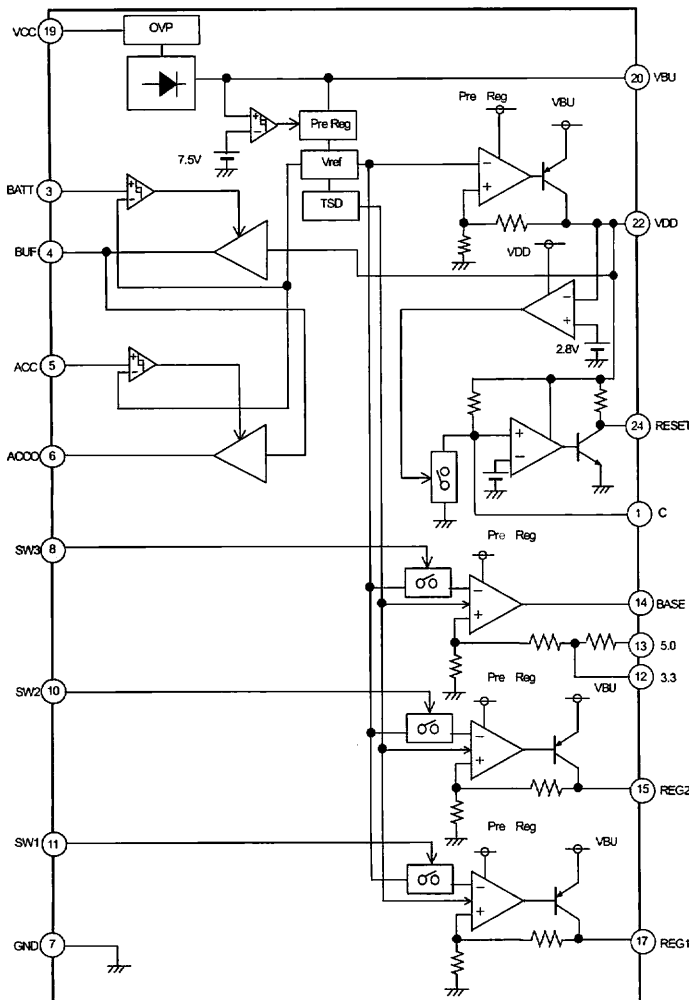 VCC 19 OVP
20 VBU
Pre Reg
7.5V
Vref
TSD
Pre Reg VBU
- +
22 VDD
BATT 3 + -
BUF 4
VDD
- +
2.8V
ACC 5 + -
ACCO 6
+ -
24 RESET
1 C
SW3 8
Pre Reg
- +
14 BASE
13 5.0
12 3.3
SW2 10
Pre Reg VBU
- +
15 REG2
SW1 11
Pre Reg VBU
- +
17 REG1
GND 7